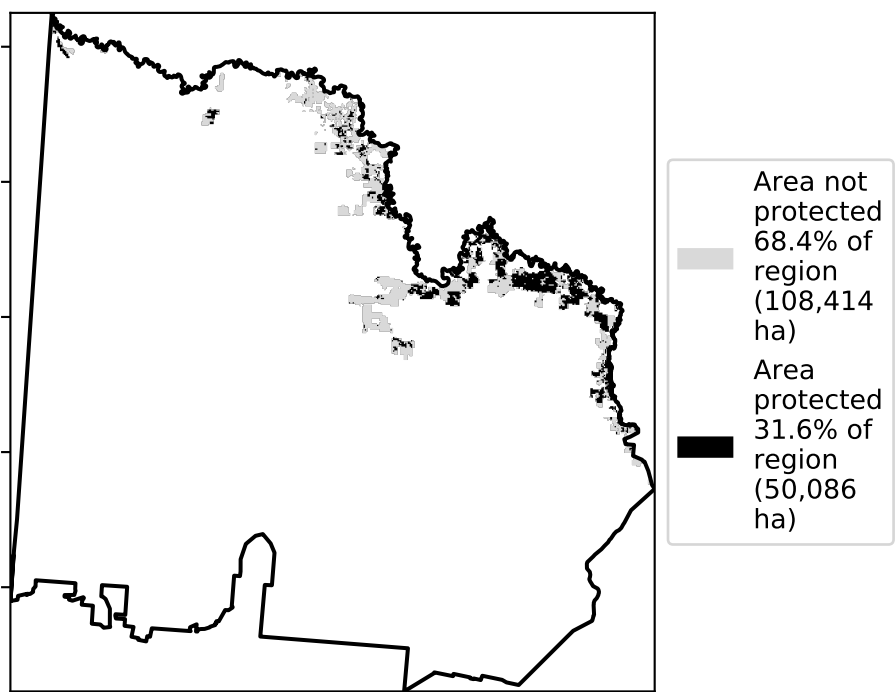 Area not
protected
68.4% of
region
(108,414
ha)
Area
protected
31.6% of
region
(50,086
ha)